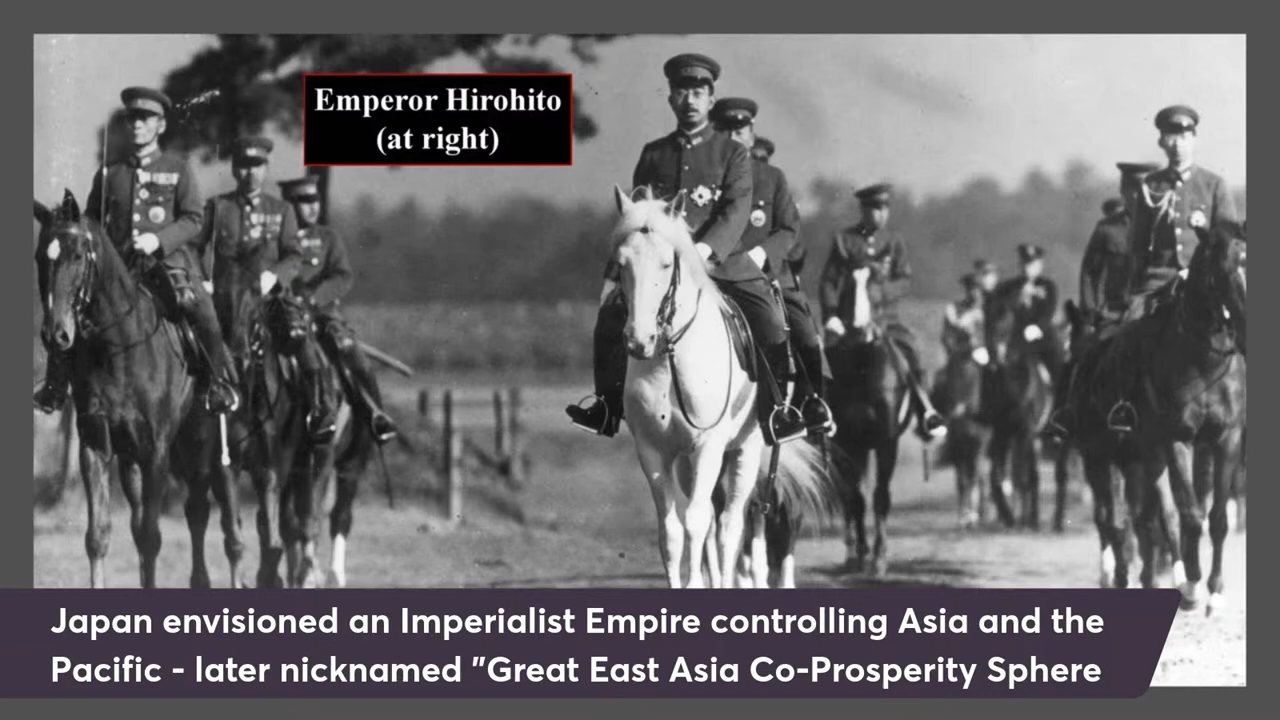 Emperor Hirohito
(at right)
Japan envisioned an Imperialist Empire controlling Asia and the
Pacific - later nicknamed "Great East Asia Co-Prosperity Sphere